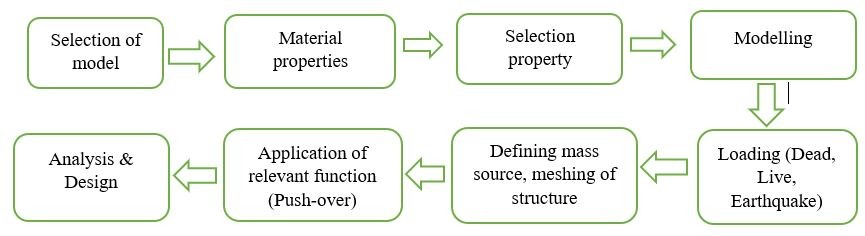 Selection of
model
Material
properties
Selection
property
Modelling
Loading (Dead,
Live,
Earthquake)
Defining mass
source, meshing of
structure
Application of
relevant function
(Push-over)
Analysis &
Design